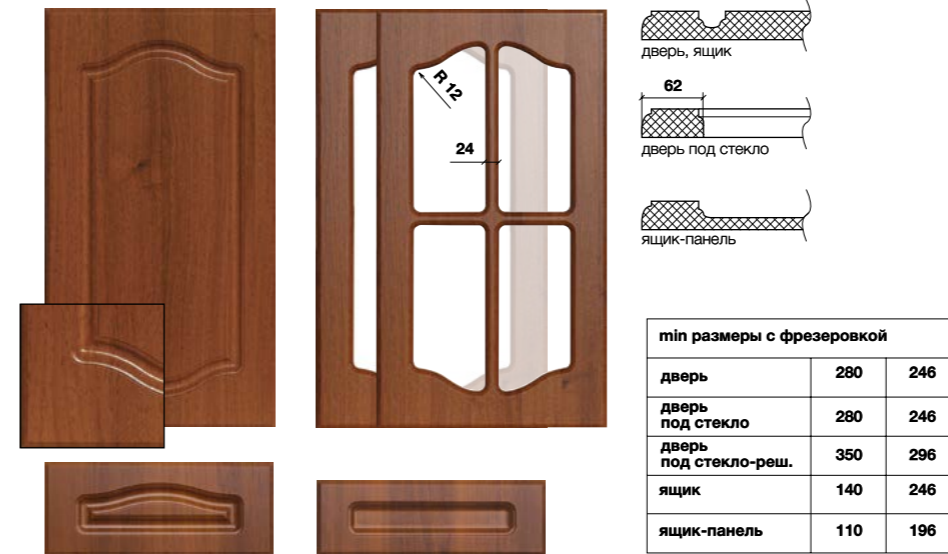 R 12
24
дверь, ящик
62
дверь под стекло
ящик-панель
min размеры с фрезеровкой
дверь 280 246
дверь
под стекло 280 246
дверь
под стекло-реш. 350 296
ящик 140 246
ящик-панель 110 196